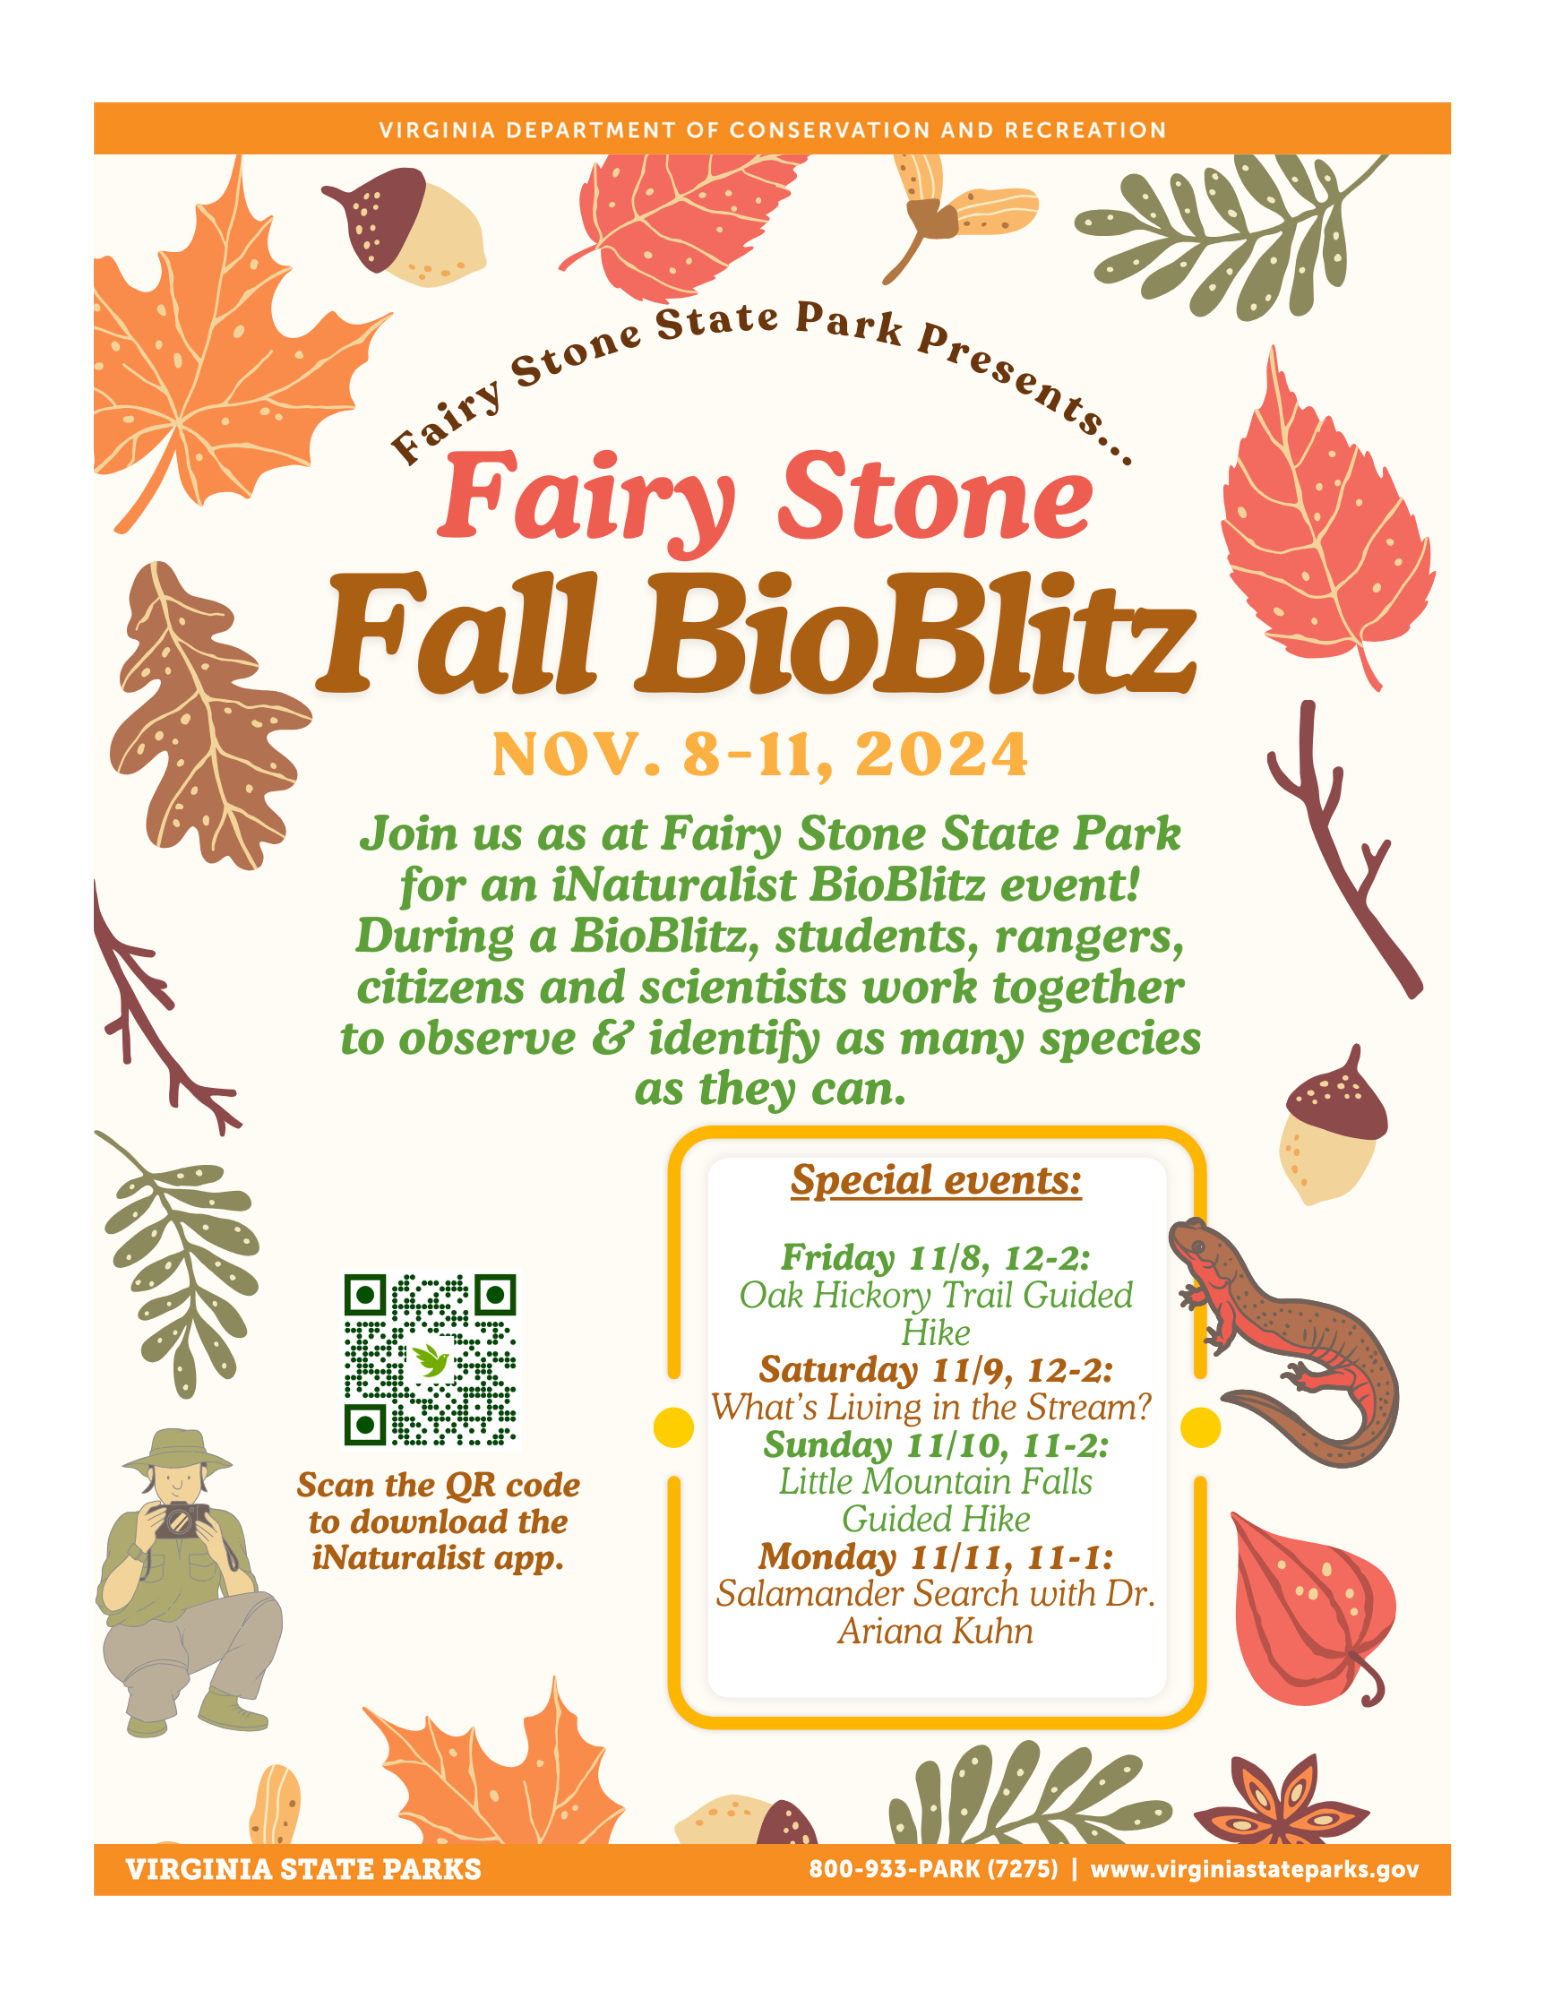 VIRGINIA DEPARTMENT OF CONSERVATION AND RECREATION
Fairy Stone State Park Presents...
Fairy Stone
Fall BioBlitz
NOV. 8-11, 2024
Join us as at Fairy Stone State Park
for an iNaturalist BioBlitz event!
During a BioBlitz, students, rangers,
citizens and scientists work together
to observe & identify as many species
as they can.
Special events:
Friday 11/8, 12-2:
Oak Hickory Trail Guided
Hike
Saturday 11/9, 12-2:
What's Living in the Stream?
Sunday 11/10, 11-2:
Little Mountain Falls
Guided Hike
Monday 11/11, 11-1:
Salamander Search with Dr.
Ariana Kuhn
Scan the QR code
to download the
iNaturalist app.
VIRGINIA STATE PARKS
800-933-PARK (7275) | www.virginiastateparks.gov